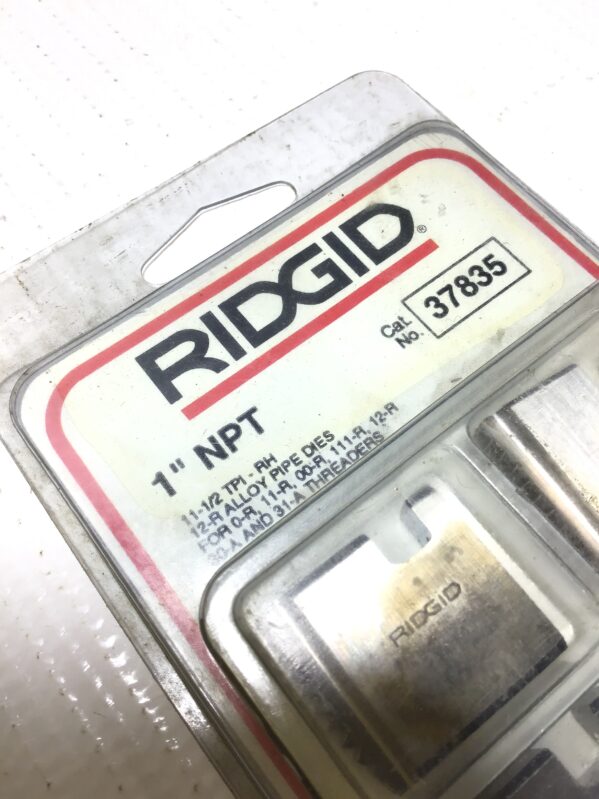 RIDGID®
Cat. No. 37835
1" NPT
11-1/2 TPI - RH
12-R ALLOY PIPE DIES
FOR 0-R, 11-R, 00-R, 111-R, 12-R
30-A AND 31-A THREADERS
RIDGID